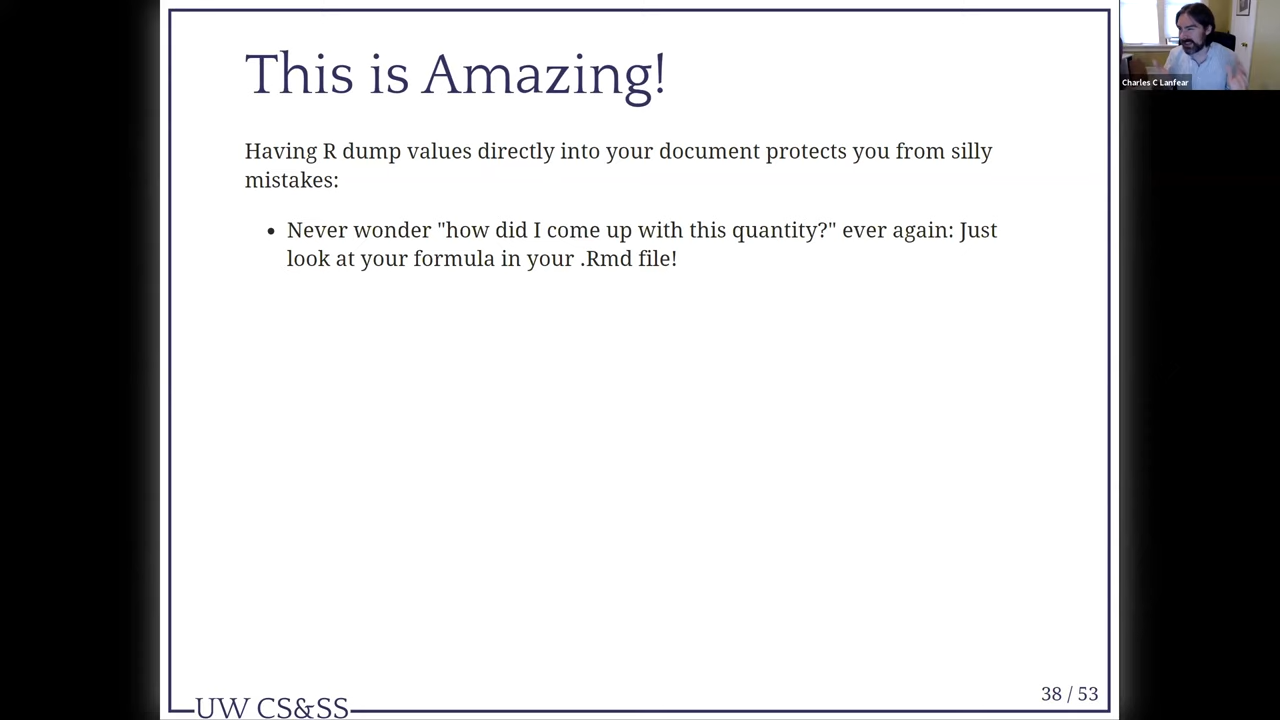 This is Amazing!
Having R dump values directly into your document protects you from silly
mistakes:
• Never wonder "how did I come up with this quantity?" ever again: Just
look at your formula in your .Rmd file!
38 / 53
UW CS&SS
Charles C Lanfear